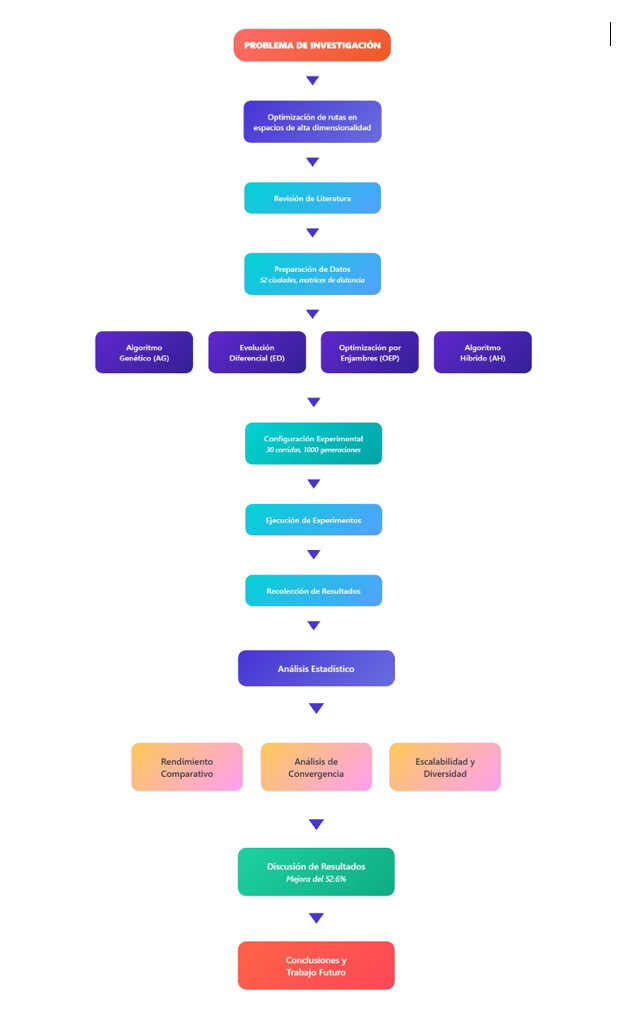 PROBLEMA DE INVESTIGACIÓN
Optimización de rutas en
espacios de alta dimensionalidad
Revisión de Literatura
Preparación de Datos
52 ciudades, matrices de distancia
Algoritmo
Genético (AG)
Evolución
Diferencial (ED)
Optimización por
Enjambres (OEP)
Algoritmo
Híbrido (AH)
Configuración Experimental
30 corridas, 1000 generaciones
Ejecución de Experimentos
Recolección de Resultados
Análisis Estadístico
Rendimiento
Comparativo
Análisis de
Convergencia
Escalabilidad y
Diversidad
Discusión de Resultados
Mejora del 52.6%
Conclusiones y
Trabajo Futuro